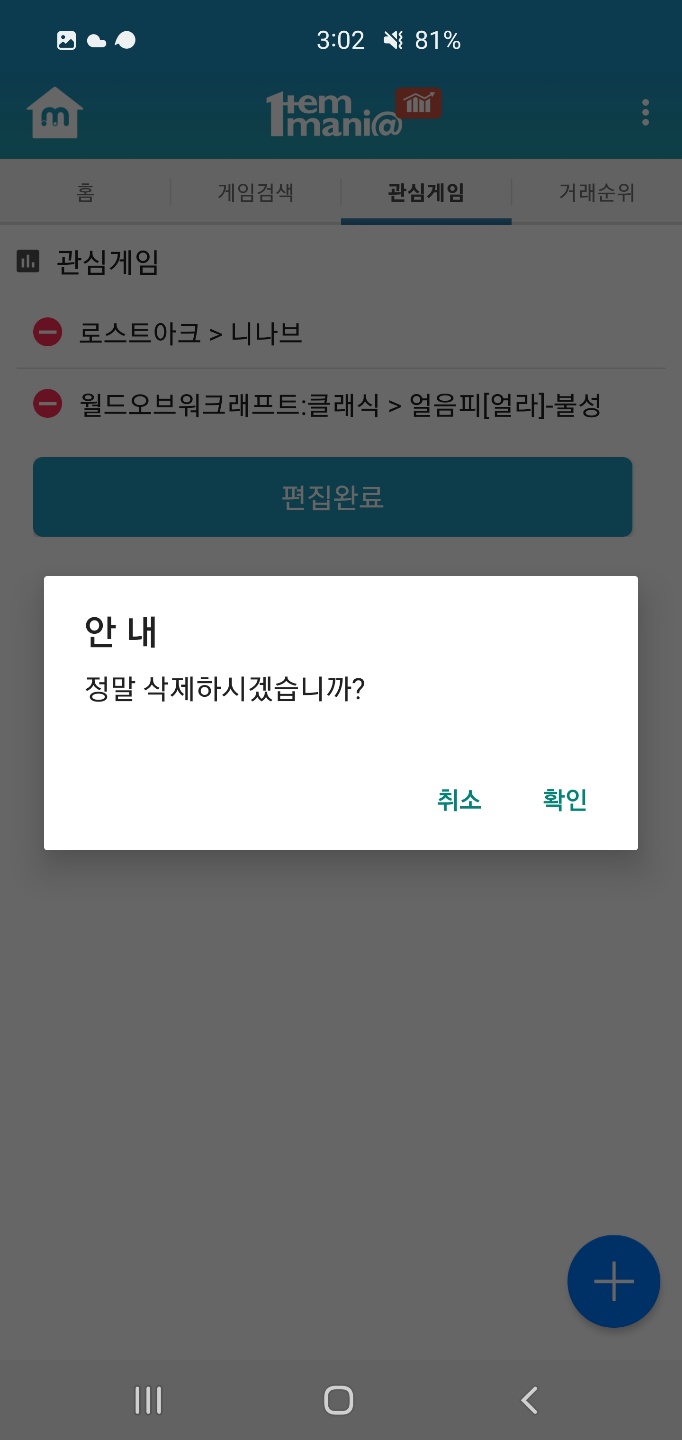 3:02 81%
1tem
mani@
홈 게임검색 관심게임 거래순위
관심게임
로스트아크 > 니나브
월드오브워크래프트:클래식 > 얼음피[얼라]-불성
편집완료
안 내
정말 삭제하시겠습니까?
취소 확인